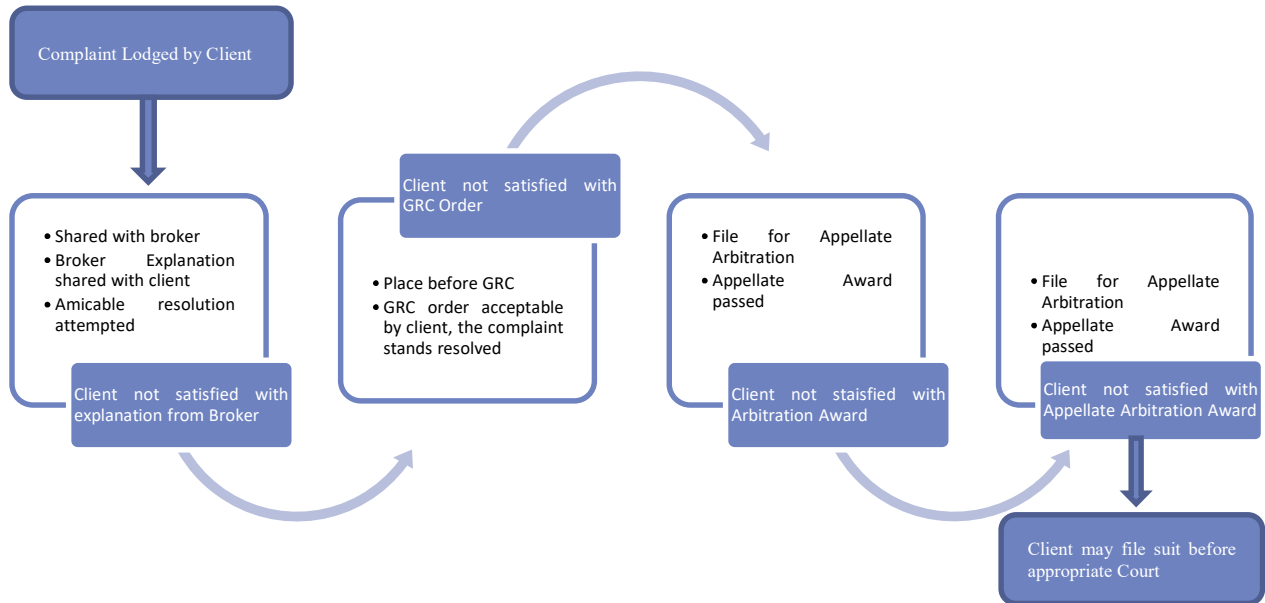 Complaint Lodged by Client
• Shared with broker
• Broker Explanation
shared with client
• Amicable resolution
attempted
Client not satisfied with
explanation from Broker
Client not satisfied with
GRC Order
• Place before GRC
• GRC order acceptable
by client, the complaint
stands resolved
• File for Appellate
Arbitration
• Appellate Award
passed
Client not staisfied with
Arbitration Award
• File for Appellate
Arbitration
• Appellate Award
passed
Client not satisfied with
Appellate Arbitration Award
Client may file suit before
appropriate Court